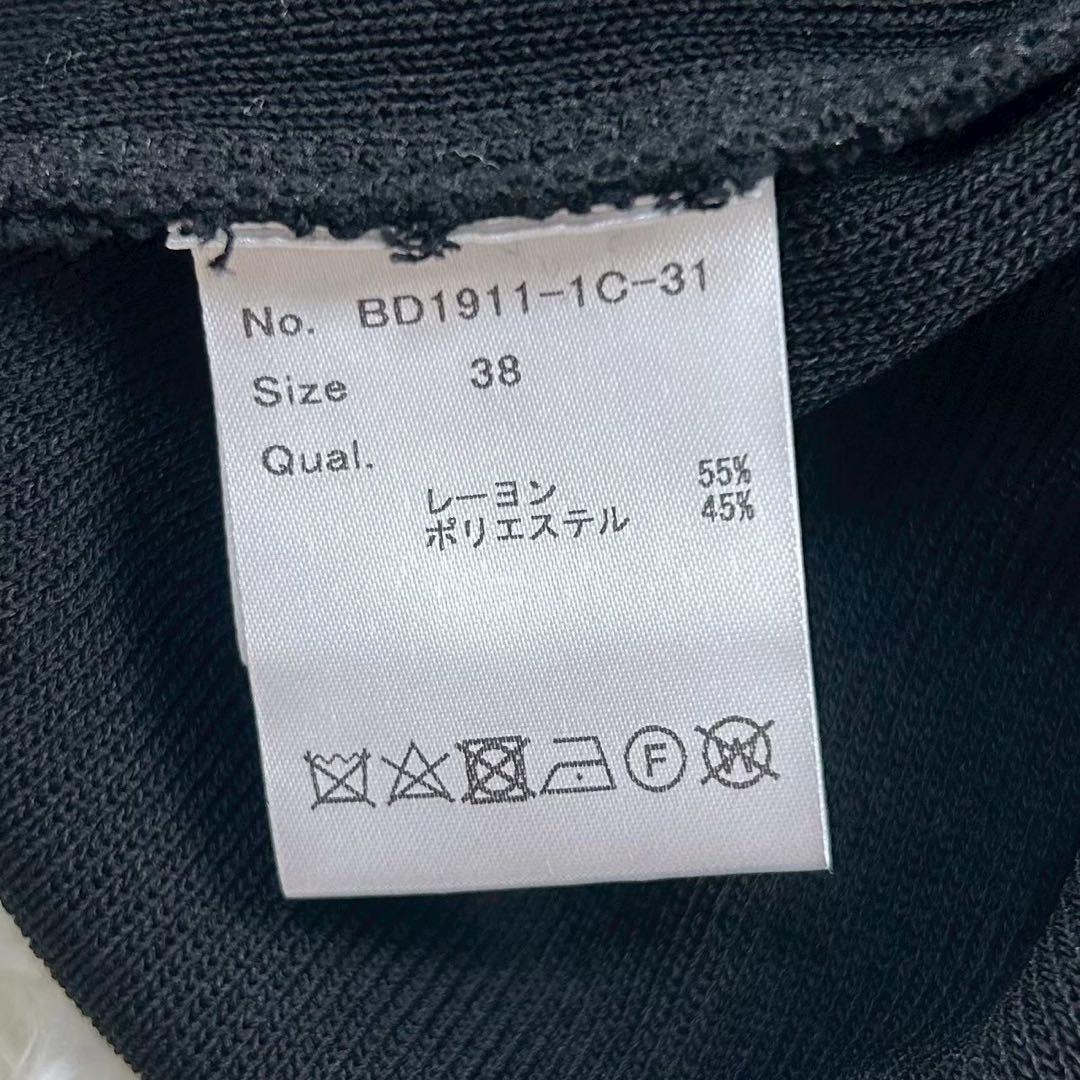 No. BD1911-1C-31
Size 38
Qual.
レーヨン 55%
ポリエステル 45%
F W